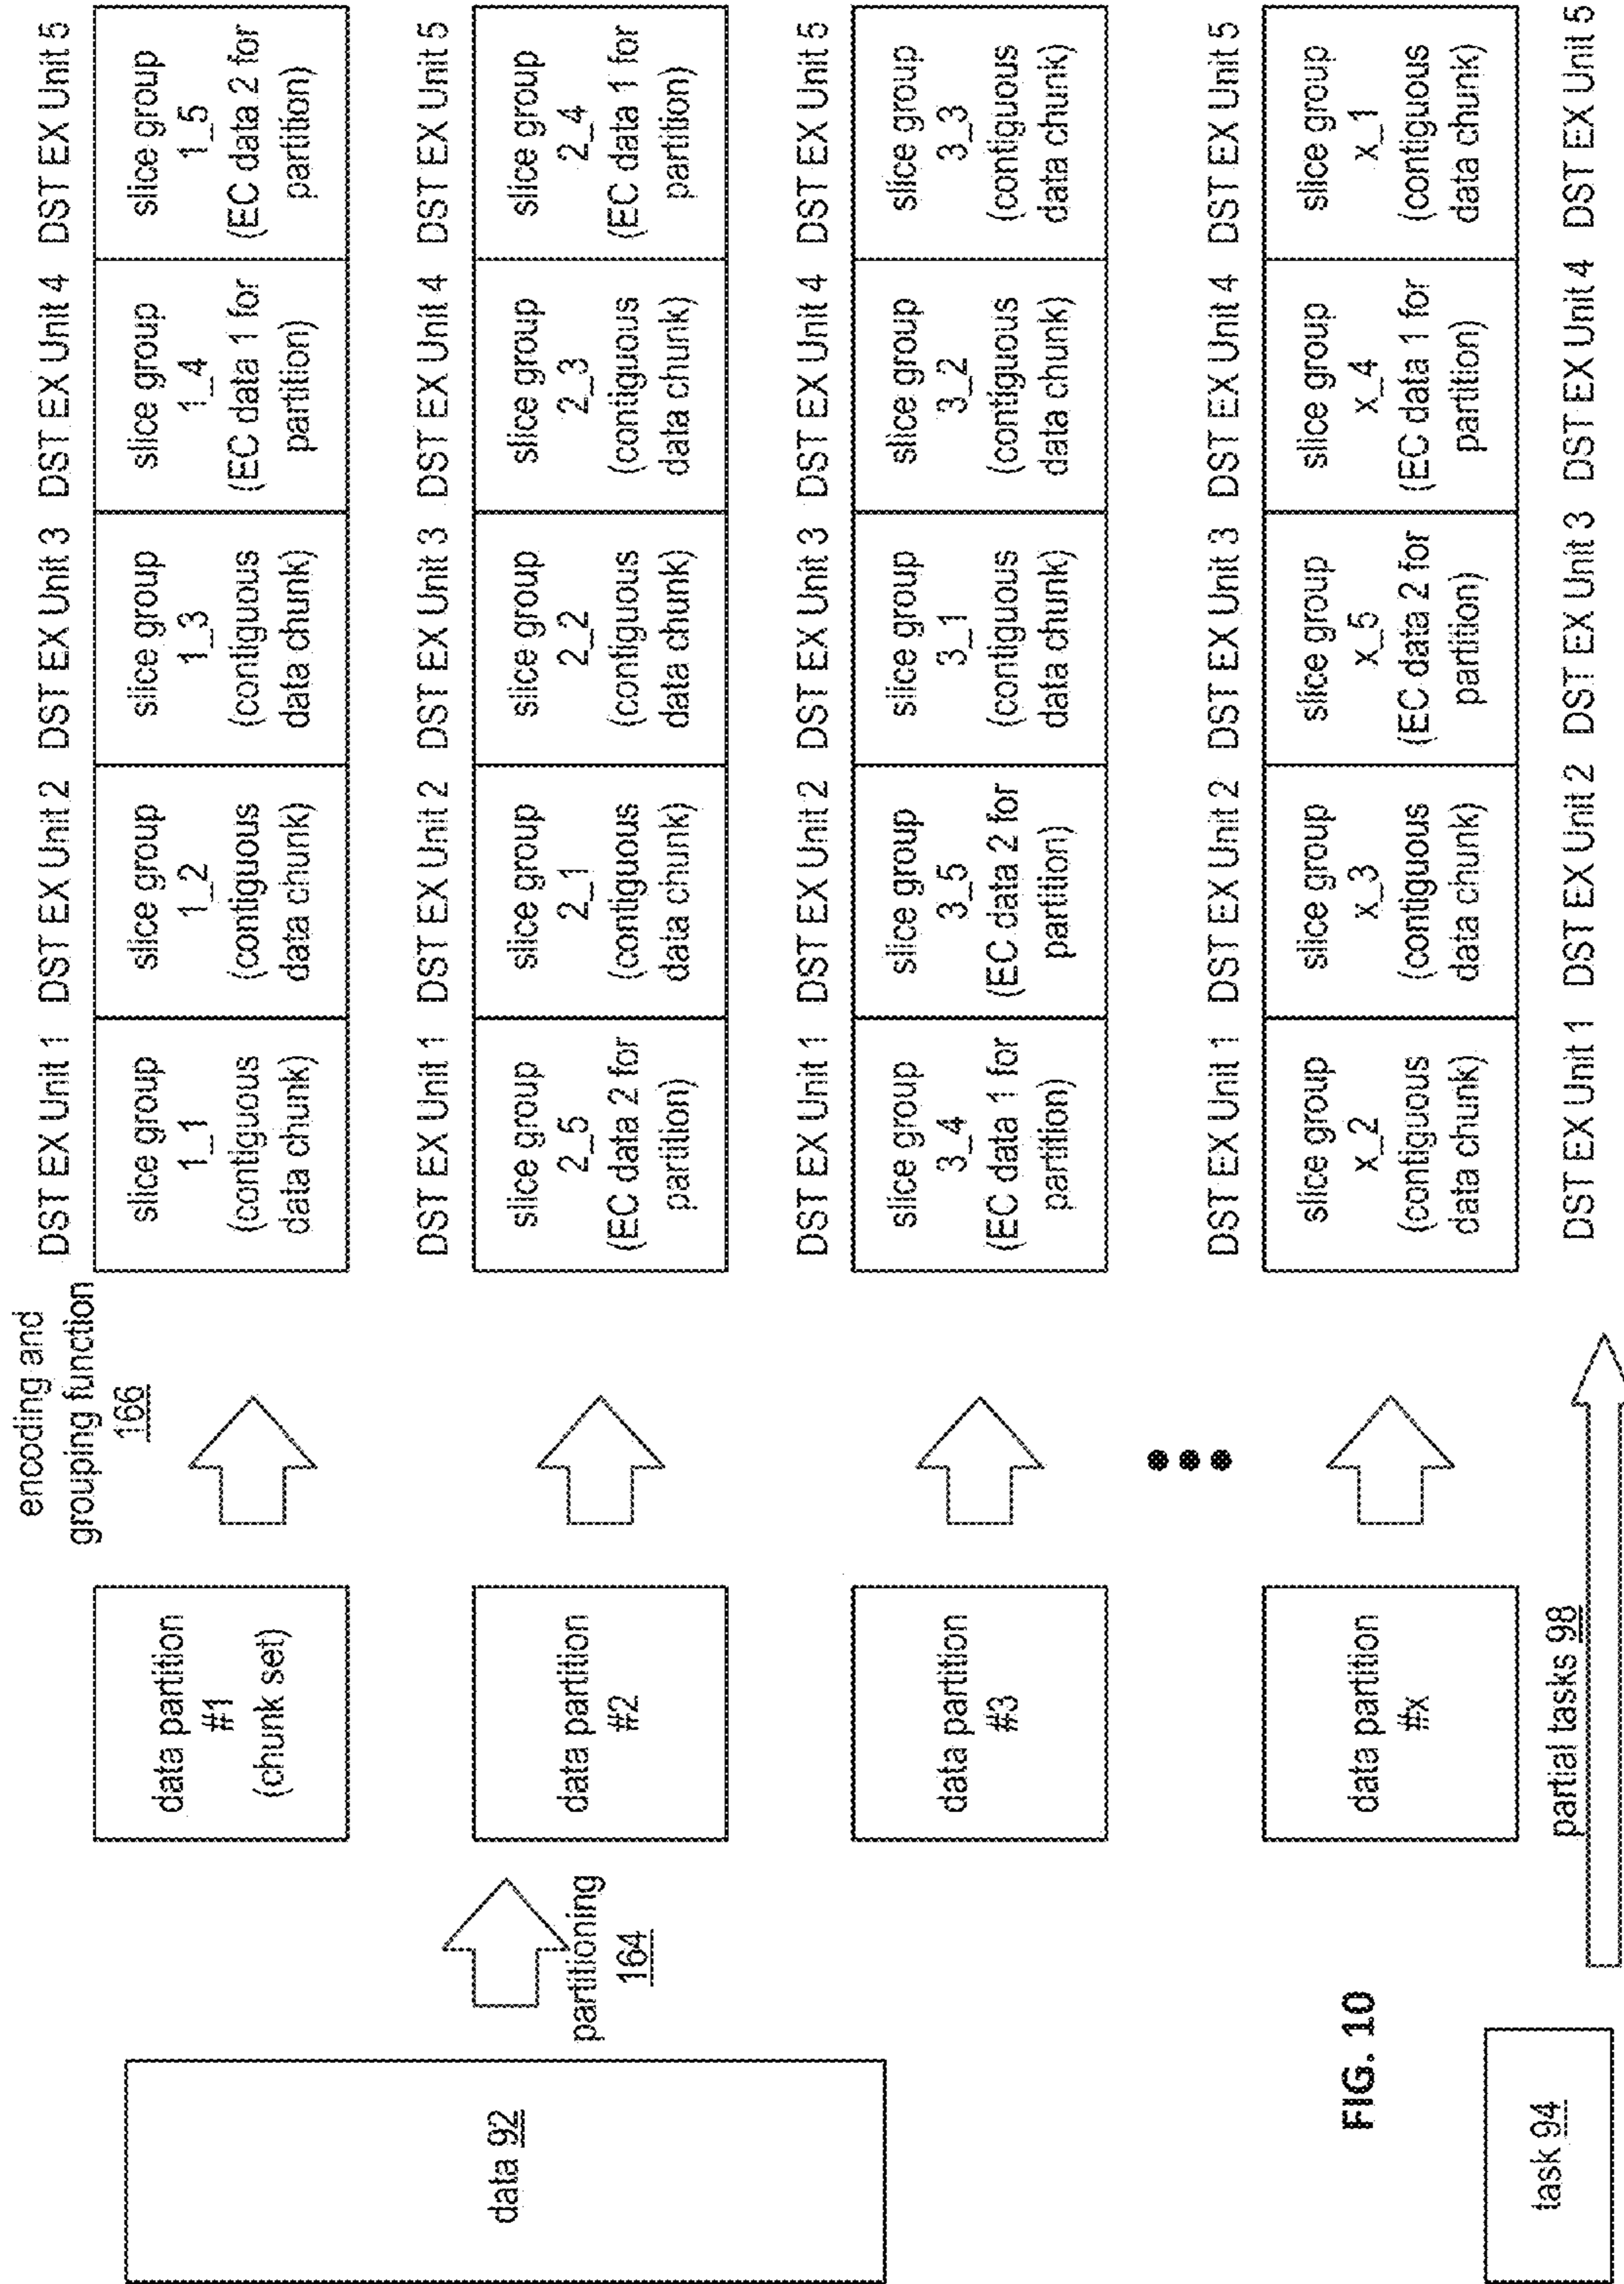 data 92
partitioning
164
data partition
#1
(chunk set)
encoding and
grouping function
166
DST EX Unit 1 DST EX Unit 2 DST EX Unit 3 DST EX Unit 4 DST EX Unit 5
slice group
1_1
(contiguous
data chunk)
slice group
1_2
(contiguous
data chunk)
slice group
1_3
(contiguous
data chunk)
slice group
1_4
(EC data 1 for
partition)
slice group
1_5
(EC data 2 for
partition)
data partition
#2
DST EX Unit 1 DST EX Unit 2 DST EX Unit 3 DST EX Unit 4 DST EX Unit 5
slice group
2_5
(EC data 2 for
partition)
slice group
2_1
(contiguous
data chunk)
slice group
2_2
(contiguous
data chunk)
slice group
2_3
(contiguous
data chunk)
slice group
2_4
(EC data 1 for
partition)
data partition
#3
DST EX Unit 1 DST EX Unit 2 DST EX Unit 3 DST EX Unit 4 DST EX Unit 5
slice group
3_4
(EC data 1 for
partition)
slice group
3_5
(EC data 2 for
partition)
slice group
3_1
(contiguous
data chunk)
slice group
3_2
(contiguous
data chunk)
slice group
3_3
(contiguous
data chunk)
data partition
#x
DST EX Unit 1 DST EX Unit 2 DST EX Unit 3 DST EX Unit 4 DST EX Unit 5
slice group
x_2
(contiguous
data chunk)
slice group
x_3
(contiguous
data chunk)
slice group
x_5
(EC data 2 for
partition)
slice group
x_4
(EC data 1 for
partition)
slice group
x_1
(contiguous
data chunk)
FIG. 10
task 94
partial tasks 98
DST EX Unit 1 DST EX Unit 2 DST EX Unit 3 DST EX Unit 4 DST EX Unit 5